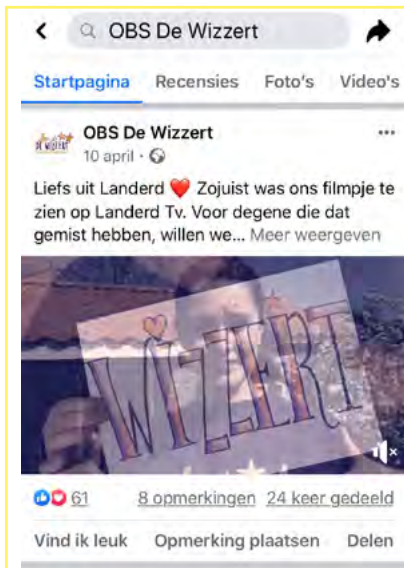 OBS De Wizzert
Startpagina Recensies Foto's Video's
DE WIZZERT
OBS De Wizzert
10 april
Liefs uit Landerd ❤️ Zojuist was ons filmpje te
zien op Landerd Tv. Voor degene die dat
gemist hebben, willen we... Meer weergeven
WIZZERT
61 8 opmerkingen 24 keer gedeeld
Vind ik leuk Opmerking plaatsen Delen